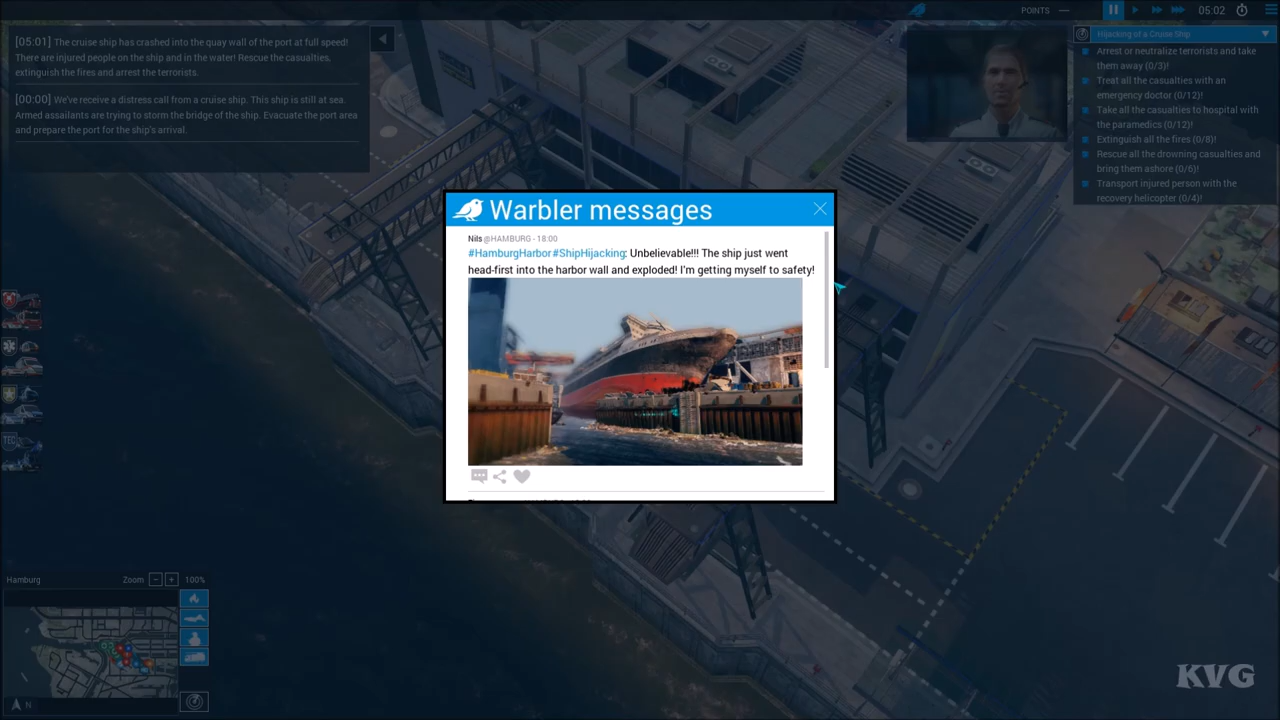 POINTS —
05:02
[05:01] The cruise ship has crashed into the quay wall of the port at full speed!
There are injured people on the ship and in the water! Rescue the casualties,
extinguish the fires and arrest the terrorists.
[00:00] We've receive a distress call from a cruise ship. This ship is still at sea.
Armed assailants are trying to storm the bridge of the ship. Evacuate the port area
and prepare the port for the ship's arrival.
Hijacking of a Cruise Ship
Arrest or neutralize terrorists and take
them away (0/3)!
Treat all the casualties with an
emergency doctor (0/12)!
Take all the casualties to hospital with
the paramedics (0/12)!
Extinguish all the fires (0/8)!
Rescue all the drowning casualties and
bring them ashore (0/6)!
Transport injured person with the
recovery helicopter (0/4)!
Warbler messages
Nils @HAMBURG - 18:00
#HamburgHarbor #ShipHijacking: Unbelievable!!! The ship just went
head-first into the harbor wall and exploded! I'm getting myself to safety!
TEC
Hamburg
Zoom - + 100%
N
KVG